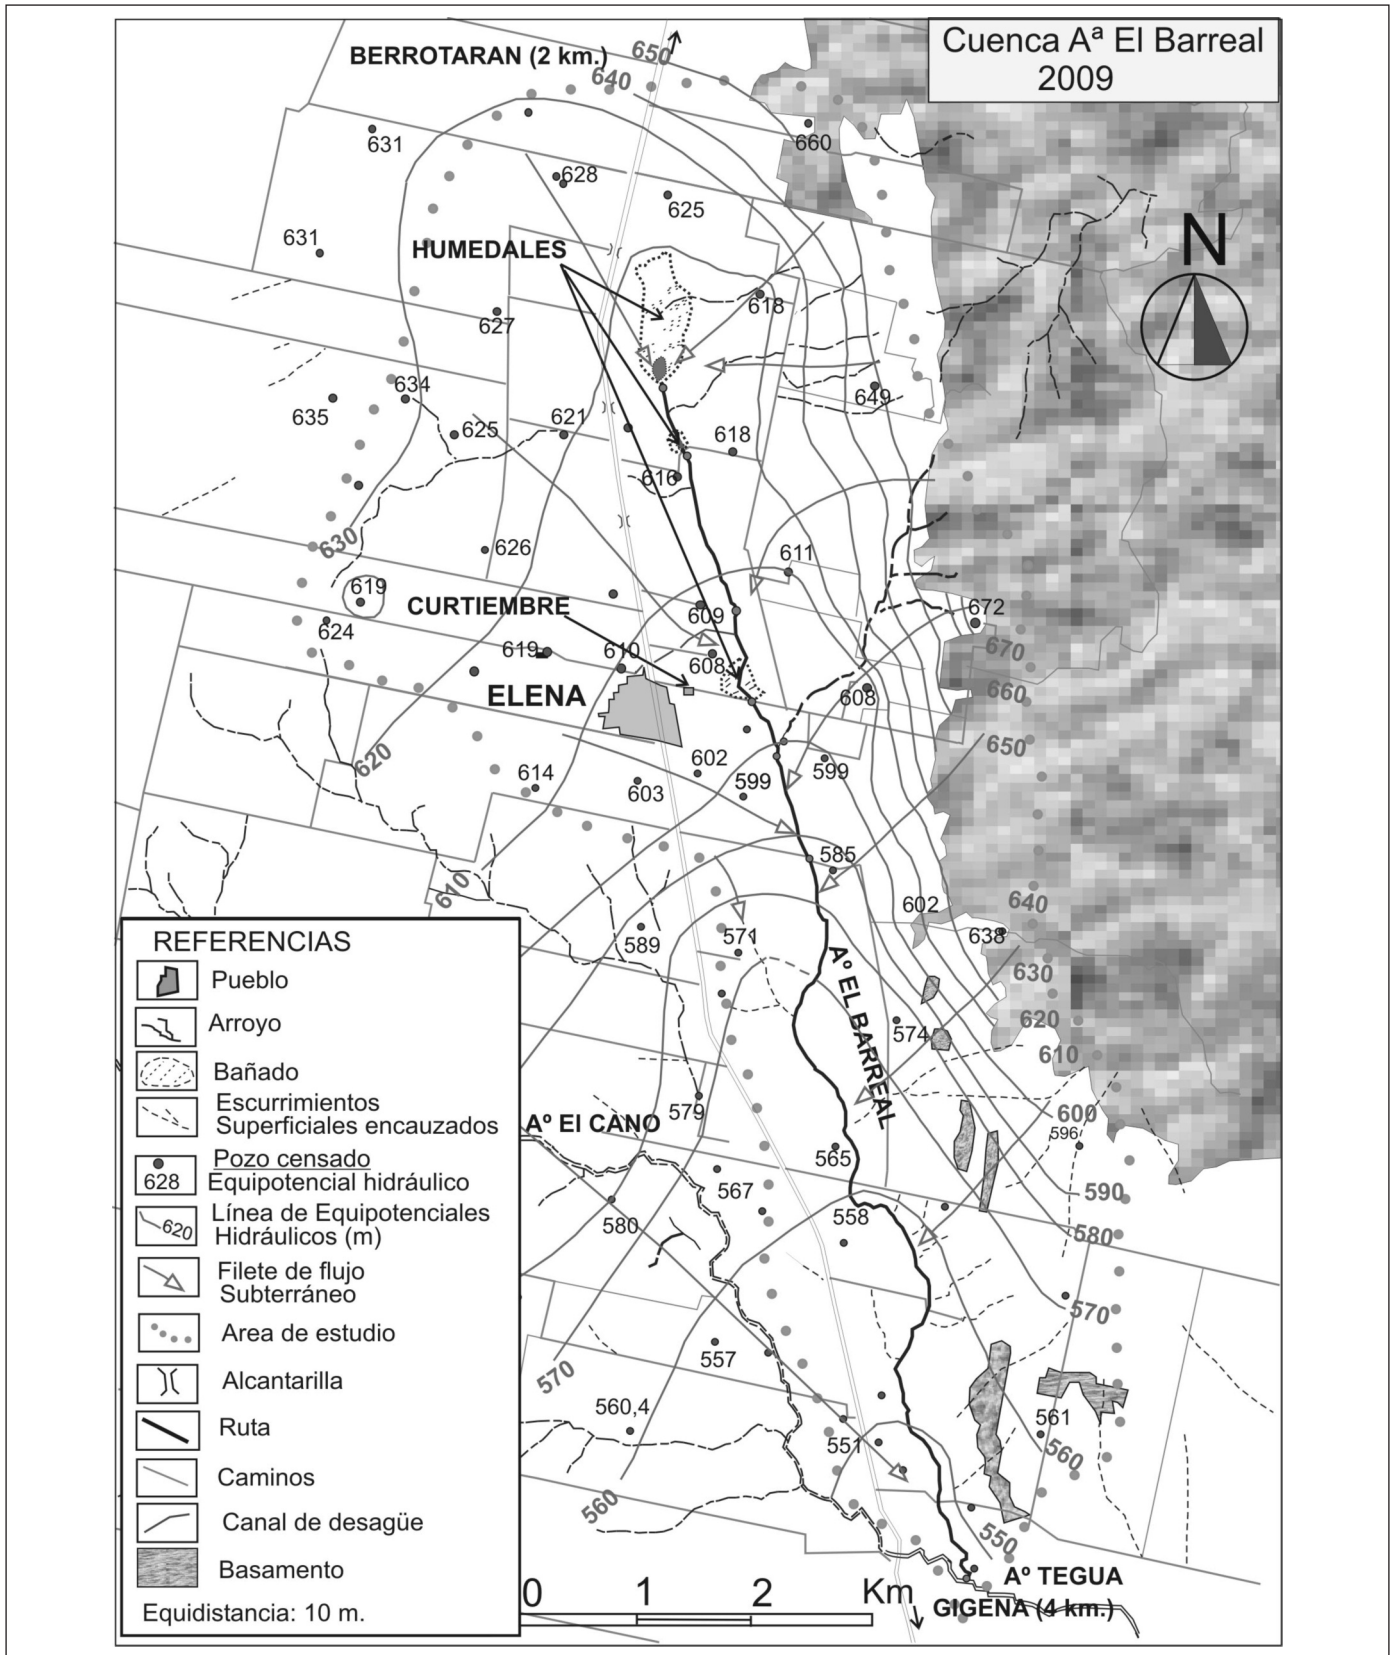 Cuenca Aª El Barreal
2009
BERROTARAN (2 km.)
650
640
660
631
628
625
631
HUMEDALES
N
618
627
634
649
635
625
621
618
616
630
626
611
619
CURTIEMBRE
609
672
624
619
610
608
670
ELENA
608
660
650
620
602
599
614
603
599
585
610
602
640
589
571
638
630
Aº EL BARREAL
574
620
610
579
Aº El CANO
600
596
565
567
590
558
580
580
570
557
570
560,4
561
551
560
560
550
Aº TEGUA
GIGENA (4 km.)
0 1 2 Km
REFERENCIAS
Pueblo
Arroyo
Bañado
Escurrimientos
Superficiales encauzados
Pozo censado
628
Equipotencial hidráulico
620
Línea de Equipotenciales
Hidráulicos (m)
Filete de flujo
Subterráneo
Area de estudio
Alcantarilla
Ruta
Caminos
Canal de desagüe
Basamento
Equidistancia: 10 m.